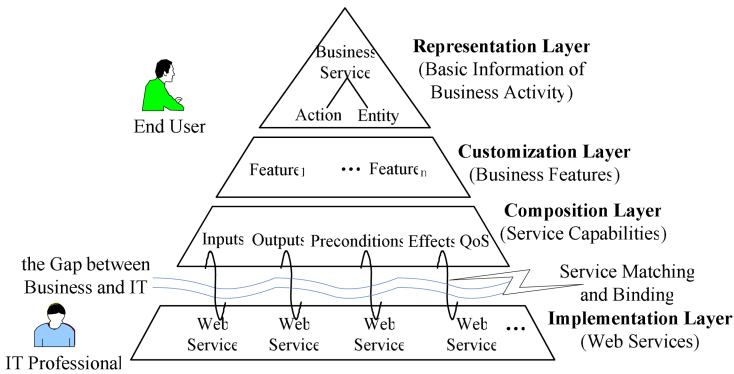 Business
Service
Action Entity
Representation Layer
(Basic Information of
Business Activity)
End User
Feature1 ... Featuren
Customization Layer
(Business Features)
Composition Layer
(Service Capabilities)
Inputs Outputs Preconditions Effects QoS
the Gap between
Business and IT
Service Matching
and Binding
Web
Service
Web
Service
Web
Service
Web
Service
...
Implementation Layer
(Web Services)
IT Professional